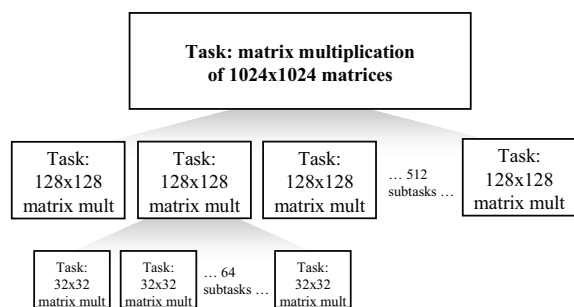 Task: matrix multiplication
of 1024x1024 matrices
Task:
128x128
matrix mult
Task:
128x128
matrix mult
Task:
128x128
matrix mult
… 512
subtasks …
Task:
128x128
matrix mult
Task:
32x32
matrix mult
Task:
32x32
matrix mult
… 64
subtasks …
Task:
32x32
matrix mult